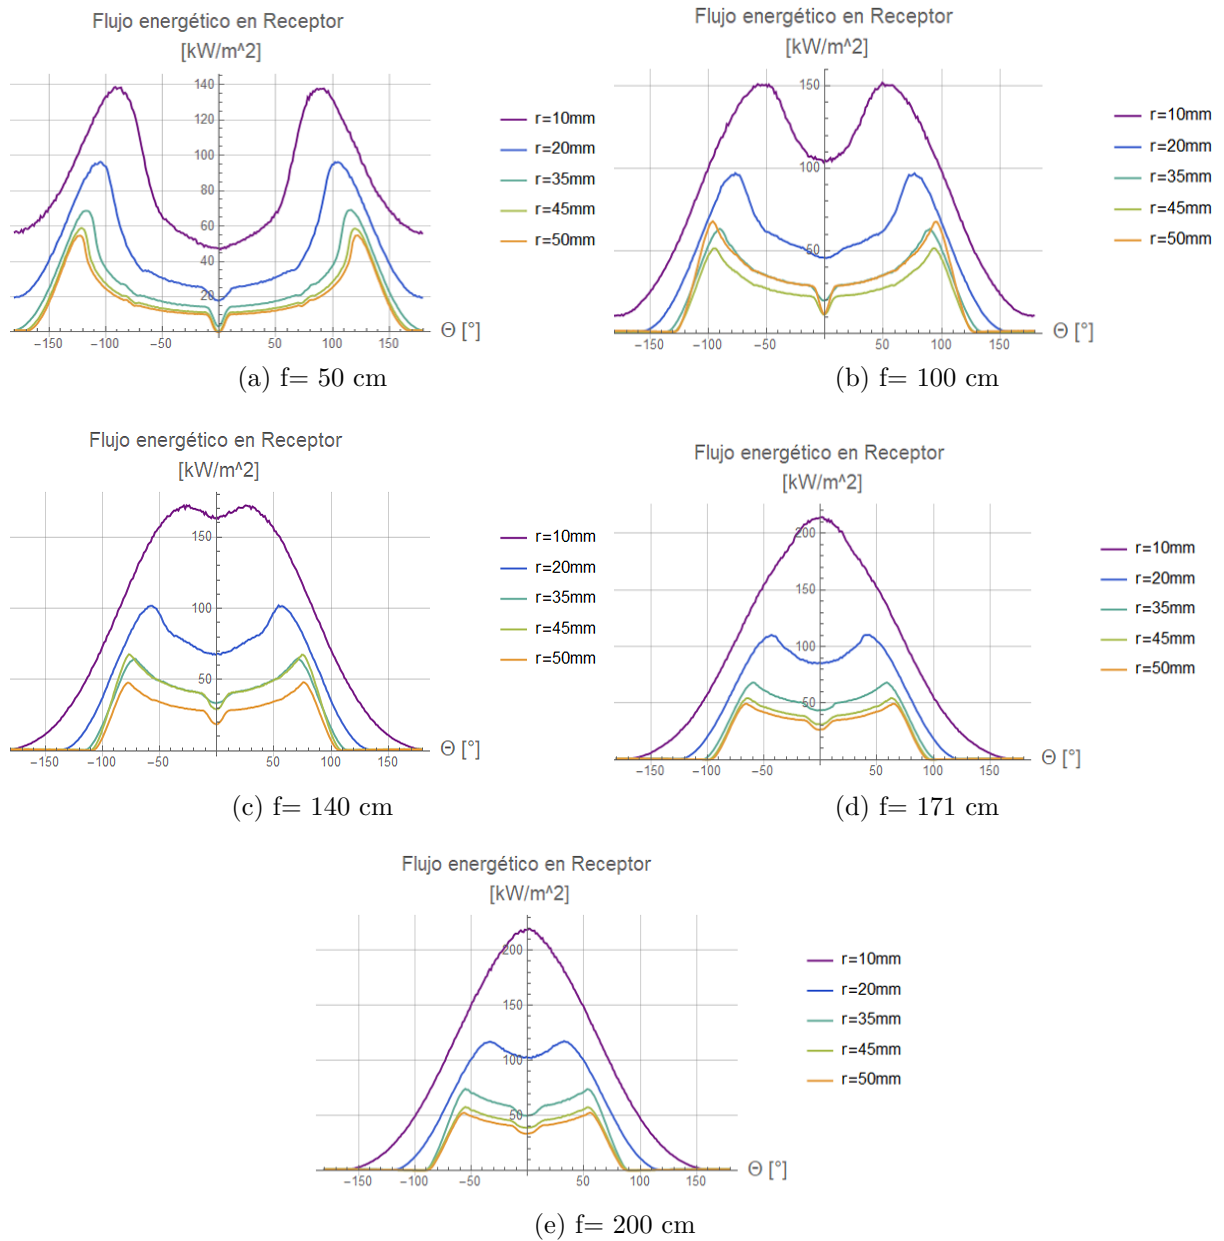 Flujo energético en Receptor
[kW/m^2]
140
120
100
80
60
40
20
−150 −100 −50 50 100 150
Θ [°]
r=10mm
r=20mm
r=35mm
r=45mm
r=50mm
(a) f= 50 cm
Flujo energético en Receptor
[kW/m^2]
150
100
50
−150 −100 −50 50 100 150
Θ [°]
r=10mm
r=20mm
r=35mm
r=45mm
r=50mm
(b) f= 100 cm
Flujo energético en Receptor
[kW/m^2]
150
100
50
−150 −100 −50 50 100 150
Θ [°]
r=10mm
r=20mm
r=35mm
r=45mm
r=50mm
(c) f= 140 cm
Flujo energético en Receptor
[kW/m^2]
200
150
100
50
−150 −100 −50 50 100 150
Θ [°]
r=10mm
r=20mm
r=35mm
r=45mm
r=50mm
(d) f= 171 cm
Flujo energético en Receptor
[kW/m^2]
200
150
100
50
−150 −100 −50 50 100 150
Θ [°]
r=10mm
r=20mm
r=35mm
r=45mm
r=50mm
(e) f= 200 cm